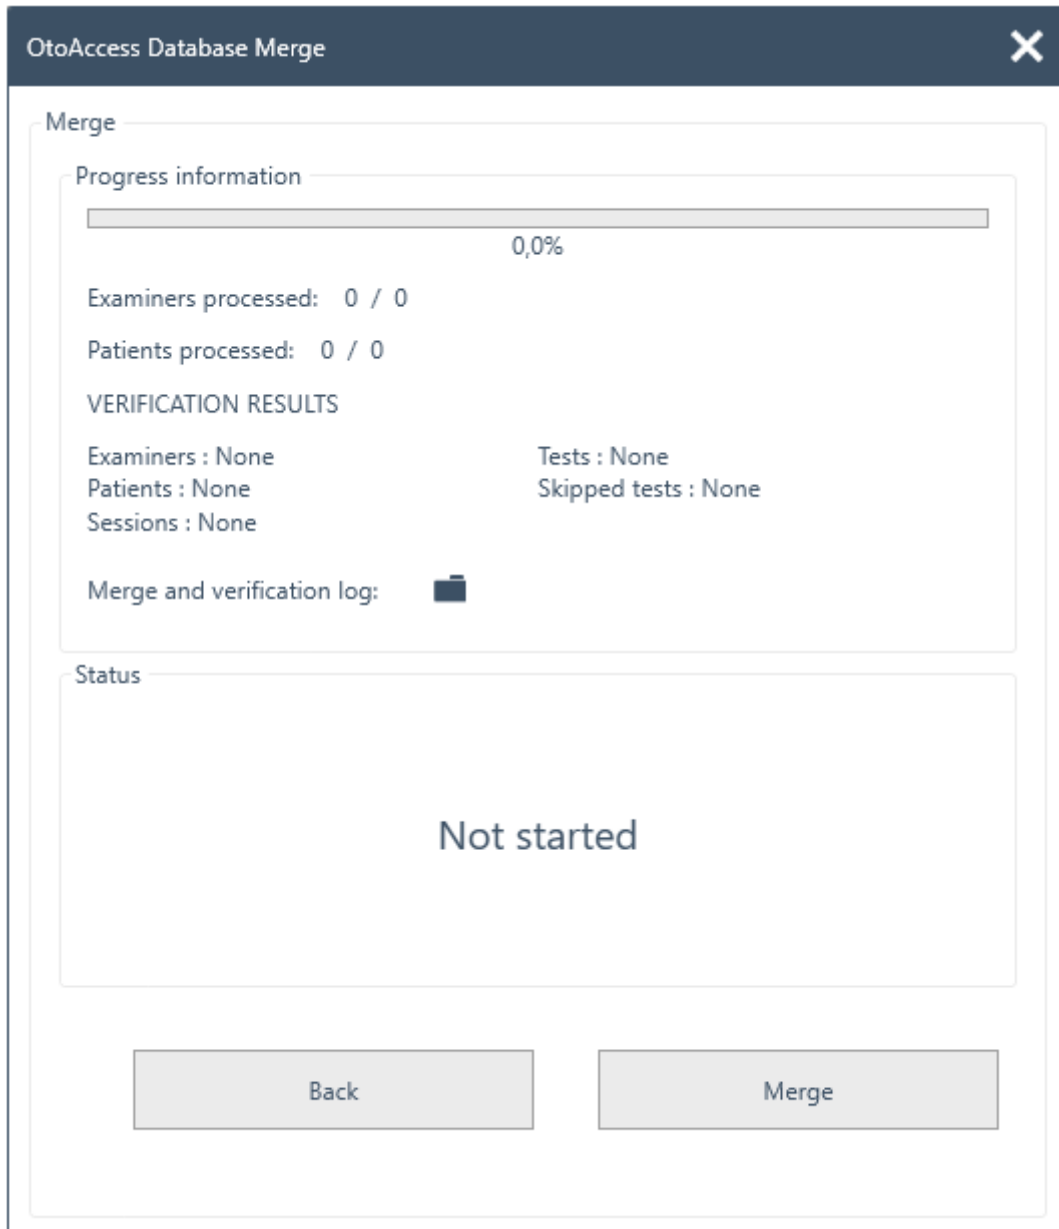 OtoAccess Database Merge
Merge
Progress information
0,0%
Examiners processed: 0 / 0
Patients processed: 0 / 0
VERIFICATION RESULTS
Examiners : None
Tests : None
Patients : None
Skipped tests : None
Sessions : None
Merge and verification log:
Status
Not started
Back
Merge